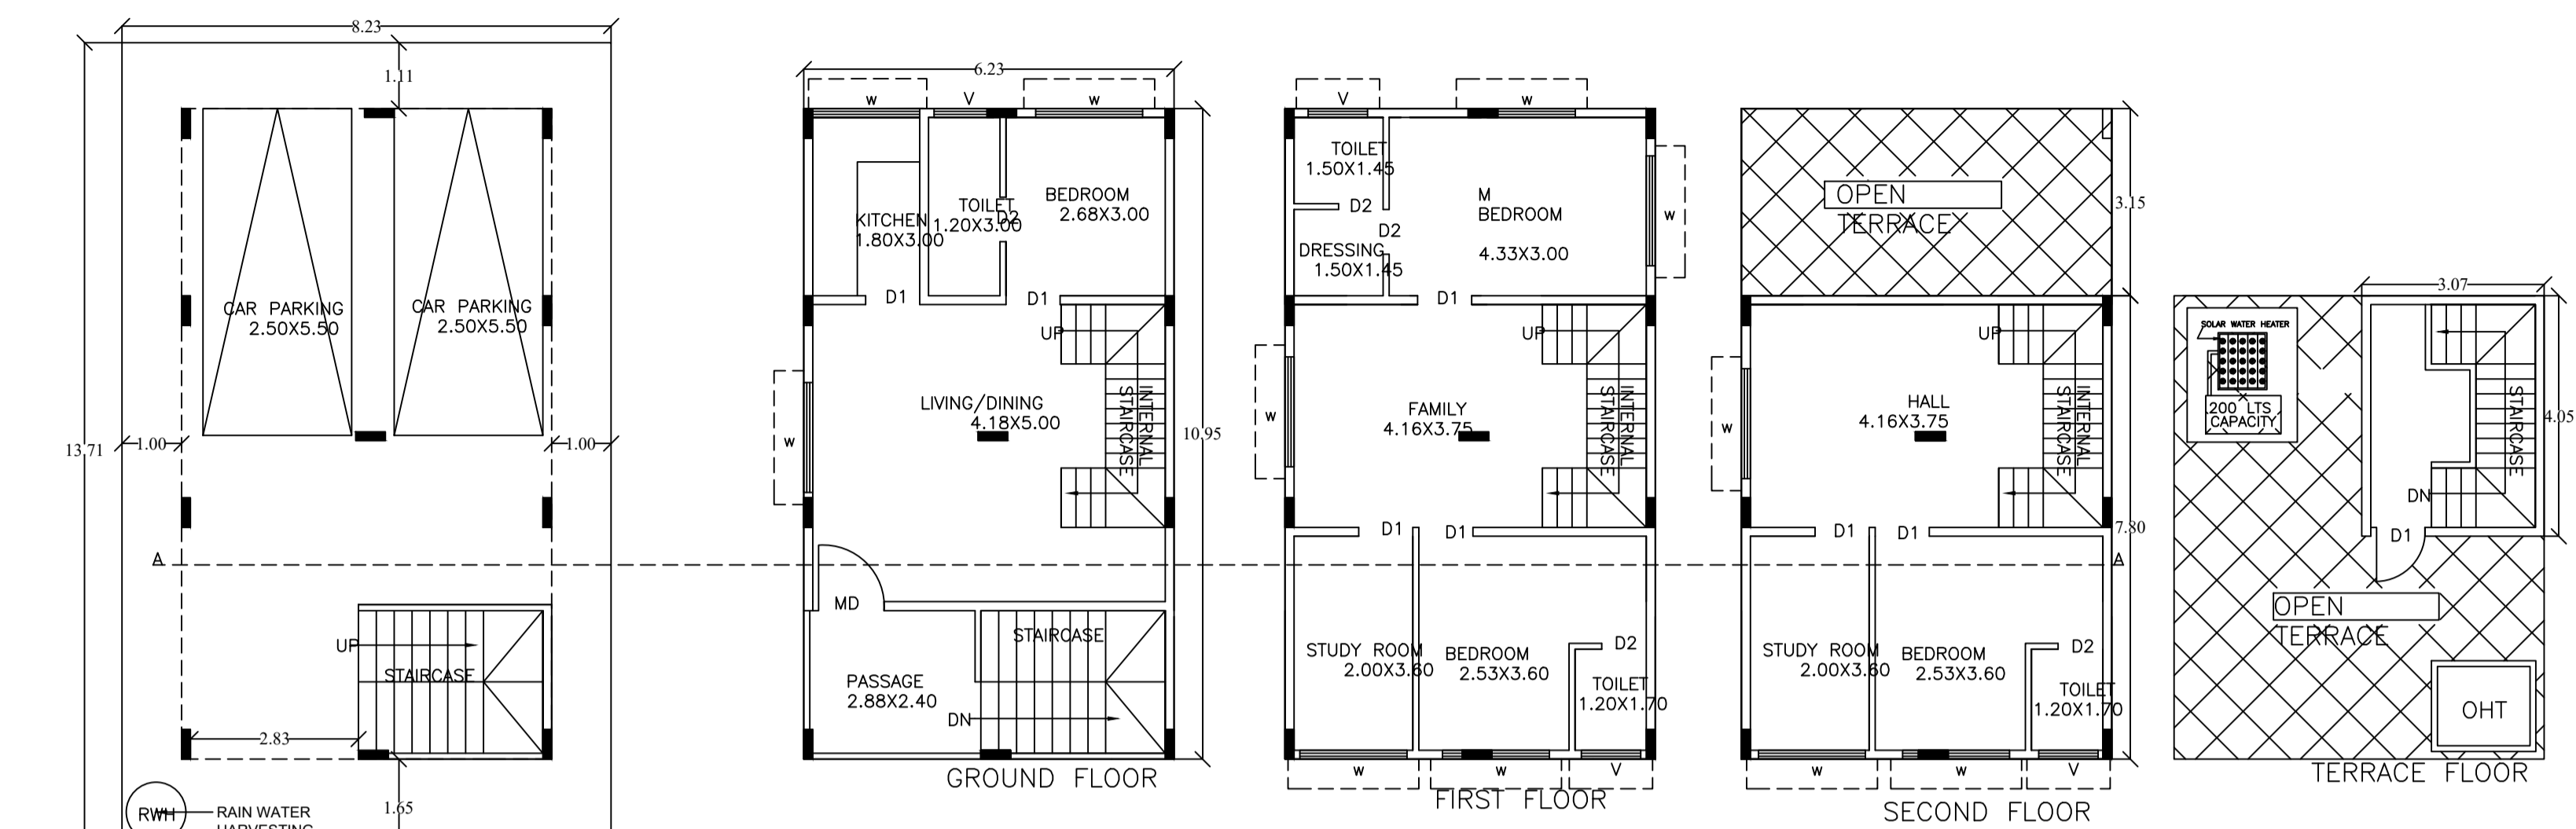 8.23
1.11
CAR PARKING
2.50X5.50
CAR PARKING
2.50X5.50
13.71
1.00
1.00
A
UP
STAIRCASE
2.83
1.65
RWH
RAIN WATER
HARVESTING
6.23
W
V
W
KITCHEN
1.80X3.00
TOILET
1.20X3.00
D2
BEDROOM
2.68X3.00
D1
D1
UP
LIVING/DINING
4.18X5.00
INTERNAL
STAIRCASE
W
10.95
MD
STAIRCASE
PASSAGE
2.88X2.40
DN
GROUND FLOOR
V
W
TOILET
1.50X1.45
D2
D2
M
BEDROOM
4.33X3.00
W
DRESSING
1.50X1.45
D1
UP
FAMILY
4.16X3.75
INTERNAL
STAIRCASE
W
D1
D1
STUDY ROOM
2.00X3.60
BEDROOM
2.53X3.60
D2
TOILET
1.20X1.70
W
W
V
FIRST FLOOR
OPEN
TERRACE
3.15
UP
HALL
4.16X3.75
INTERNAL
STAIRCASE
W
D1
D1
7.80
A
STUDY ROOM
2.00X3.60
BEDROOM
2.53X3.60
D2
TOILET
1.20X1.70
W
W
V
SECOND FLOOR
3.07
SOLAR WATER HEATER
200 LTS
CAPACITY
STAIRCASE
4.05
DN
D1
OPEN
TERRACE
OHT
TERRACE FLOOR